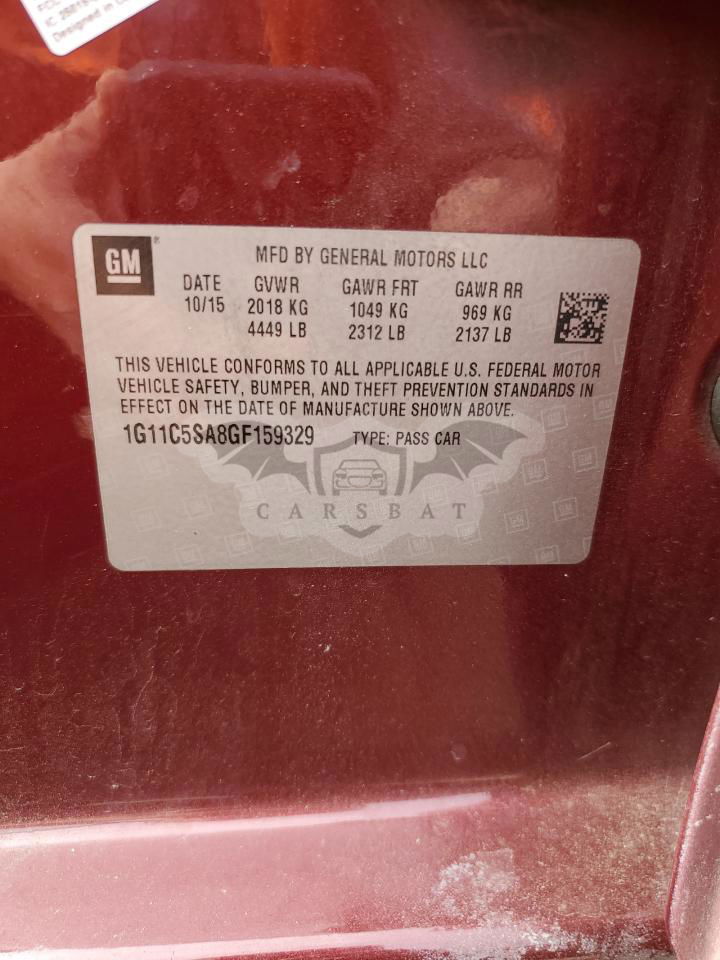 GM
MFD BY GENERAL MOTORS LLC
DATE GVWR GAWR FRT GAWR RR
10/15 2018 KG 1049 KG 969 KG
4449 LB 2312 LB 2137 LB
THIS VEHICLE CONFORMS TO ALL APPLICABLE U.S. FEDERAL MOTOR
VEHICLE SAFETY, BUMPER, AND THEFT PREVENTION STANDARDS IN
EFFECT ON THE DATE OF MANUFACTURE SHOWN ABOVE.
1G11C5SA8GF159329 TYPE: PASS CAR
CARSBAT